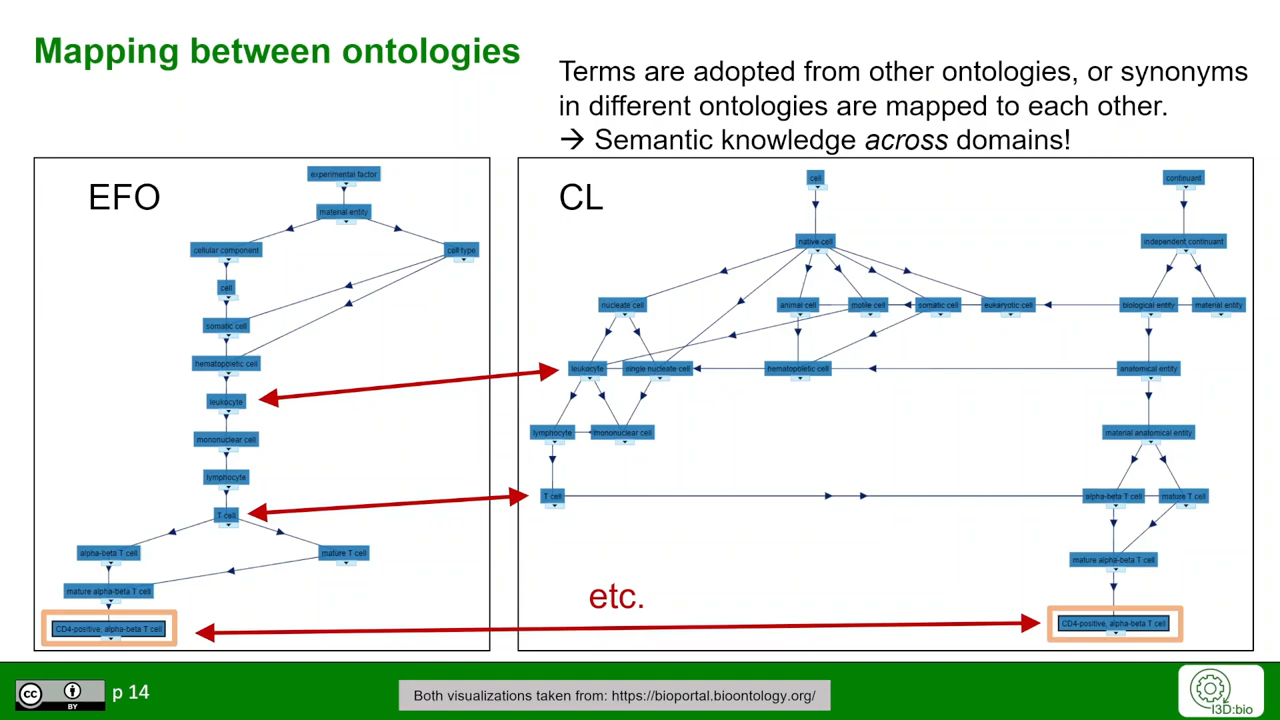 Mapping between ontologies
Terms are adopted from other ontologies, or synonyms
in different ontologies are mapped to each other.
→ Semantic knowledge across domains!
EFO
experimental factor
material entity
cellular component
cell type
cell
somatic cell
hematopoietic cell
leukocyte
mononuclear cell
lymphocyte
T cell
alpha-beta T cell
mature T cell
mature alpha-beta T cell
CD4-positive, alpha-beta T cell
CL
cell
continuant
native cell
independent continuant
nucleate cell
animal cell
motile cell
somatic cell
eukaryotic cell
biological entity
material entity
leukocyte
single nucleate cell
hematopoietic cell
anatomical entity
lymphocyte
mononuclear cell
material anatomical entity
T cell
alpha-beta T cell
mature T cell
mature alpha-beta T cell
etc.
CD4-positive, alpha-beta T cell
CC
BY
p 14
Both visualizations taken from: https://bioportal.bioontology.org/
I3D:bio